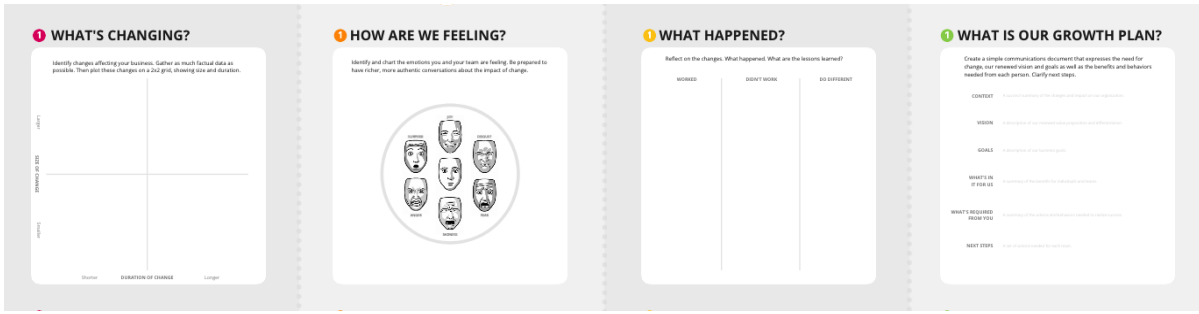 1 WHAT'S CHANGING?
Identify changes affecting your business. Gather as much factual data as
possible. Then plot these changes on a 2x2 grid, showing size and duration.
Larger
SIZE OF CHANGE
Smaller
Shorter
DURATION OF CHANGE
Longer
1 HOW ARE WE FEELING?
Identify and chart the emotions you and your team are feeling. Be prepared to
have richer, more authentic conversations about the impact of change.
JOY
SURPRISE
DISGUST
ANGER
FEAR
SADNESS
1 WHAT HAPPENED?
Reflect on the changes. What happened. What are the lessons learned?
WORKED
DIDN'T WORK
DO DIFFERENT
1 WHAT IS OUR GROWTH PLAN?
Create a simple communications document that expresses the need for
change, our renewed vision and goals as well as the benefits and behaviors
needed from each person. Clarify next steps.
CONTEXT
VISION
GOALS
WHAT'S IN
IT FOR US
WHAT'S REQUIRED
FROM YOU
NEXT STEPS